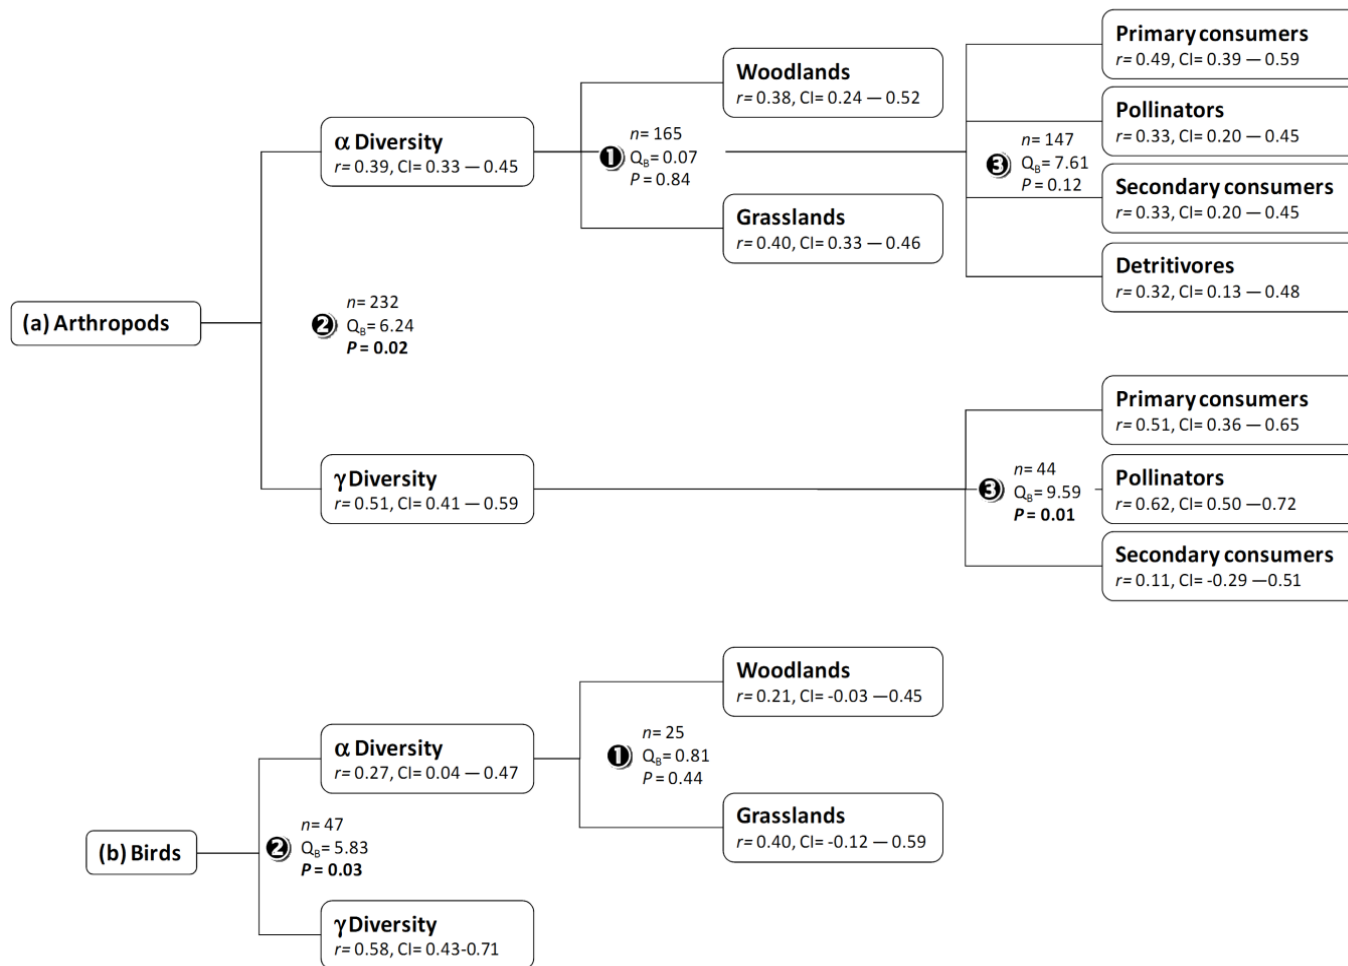 (a) Arthropods
α Diversity
r= 0.39, CI= 0.33 — 0.45
❷
n= 232
QB= 6.24
P = 0.02
γ Diversity
r= 0.51, CI= 0.41 — 0.59
❶
n= 165
QB= 0.07
P = 0.84
Woodlands
r= 0.38, CI= 0.24 — 0.52
Grasslands
r= 0.40, CI= 0.33 — 0.46
❸
n= 147
QB= 7.61
P = 0.12
Primary consumers
r= 0.49, CI= 0.39 — 0.59
Pollinators
r= 0.33, CI= 0.20 — 0.45
Secondary consumers
r= 0.33, CI= 0.20 — 0.45
Detritivores
r= 0.32, CI= 0.13 — 0.48
❸
n= 44
QB= 9.59
P = 0.01
Primary consumers
r= 0.51, CI= 0.36 — 0.65
Pollinators
r= 0.62, CI= 0.50 —0.72
Secondary consumers
r= 0.11, CI= -0.29 —0.51
(b) Birds
α Diversity
r= 0.27, CI= 0.04 — 0.47
❷
n= 47
QB= 5.83
P = 0.03
γ Diversity
r= 0.58, CI= 0.43-0.71
❶
n= 25
QB= 0.81
P = 0.44
Woodlands
r= 0.21, CI= -0.03 —0.45
Grasslands
r= 0.40, CI= -0.12 — 0.59